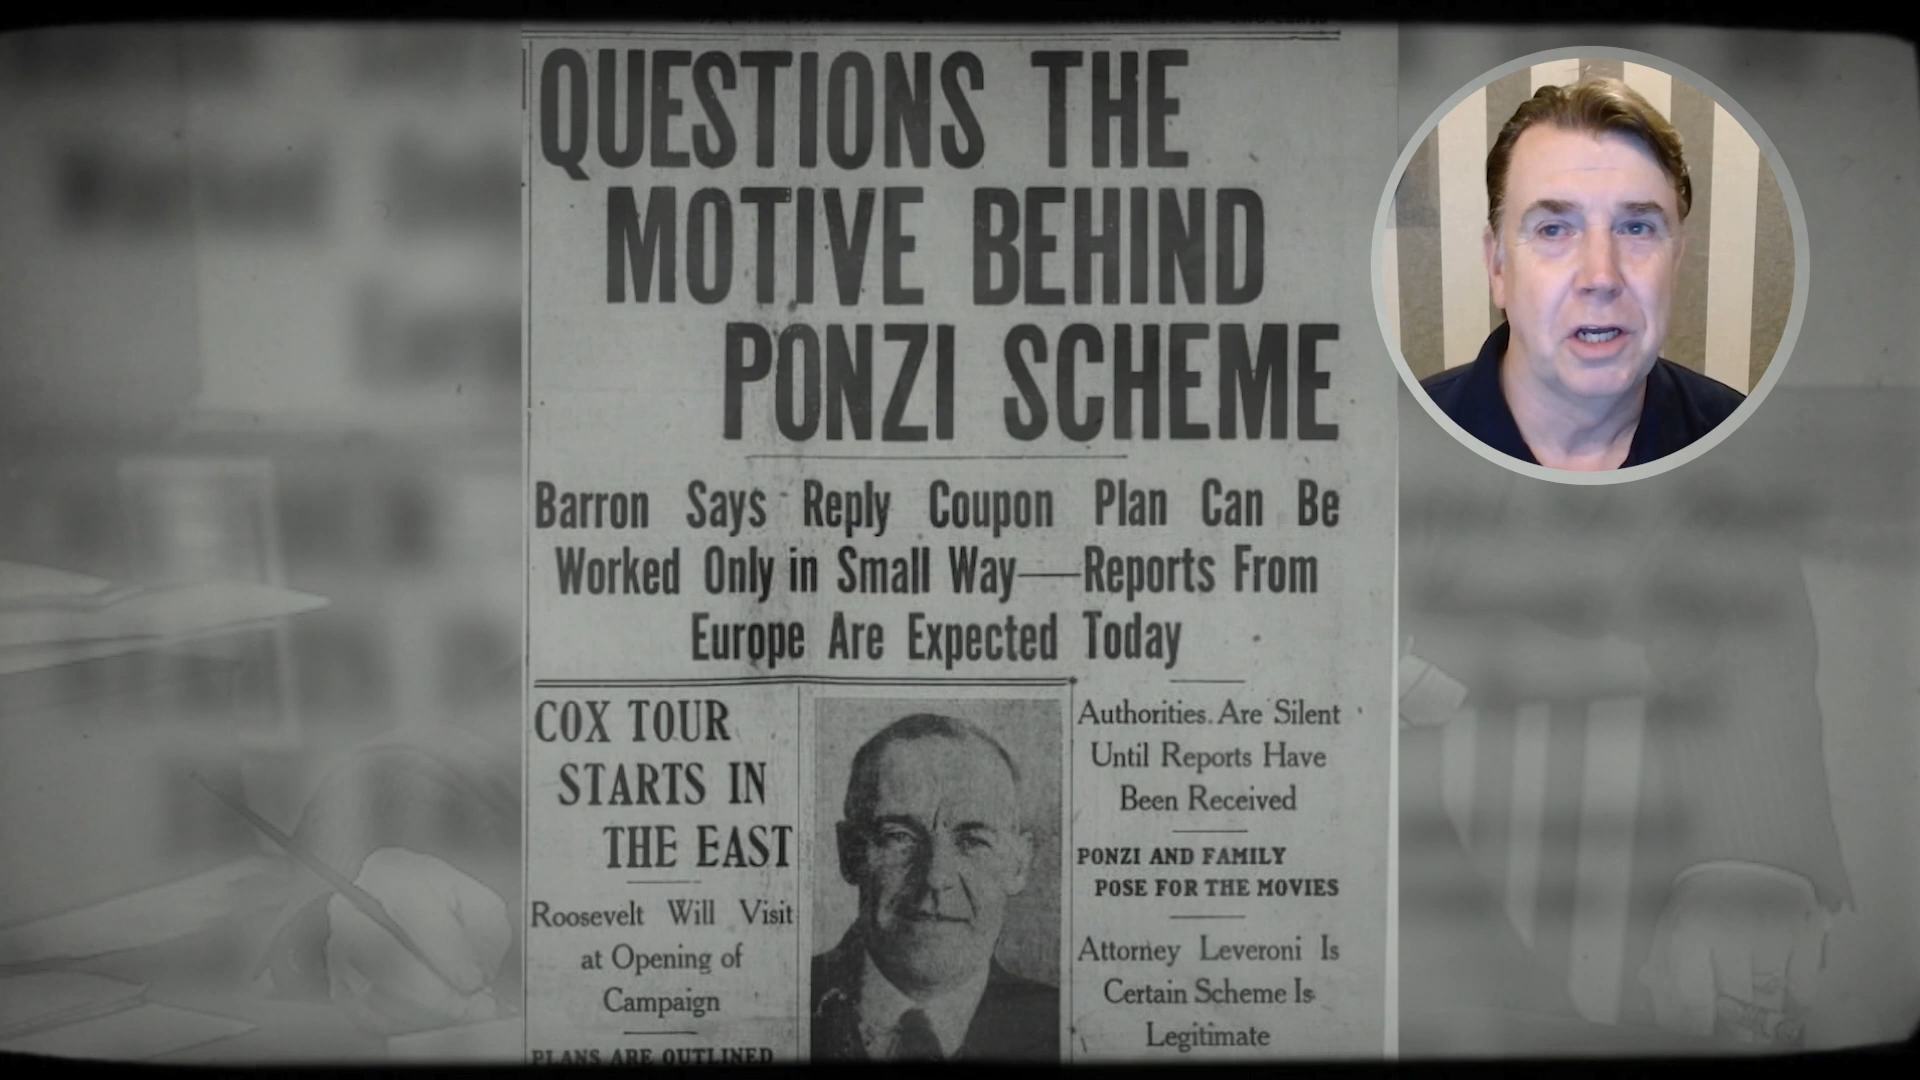 QUESTIONS THE
MOTIVE BEHIND
PONZI SCHEME
Barron Says Reply Coupon Plan Can Be
Worked Only in Small Way—Reports From
Europe Are Expected Today
COX TOUR
STARTS IN
THE EAST
Roosevelt Will Visit
at Opening of
Campaign
PLANS ARE OUTLINED
Authorities Are Silent
Until Reports Have
Been Received
PONZI AND FAMILY
POSE FOR THE MOVIES
Attorney Leveroni Is
Certain Scheme Is
Legitimate